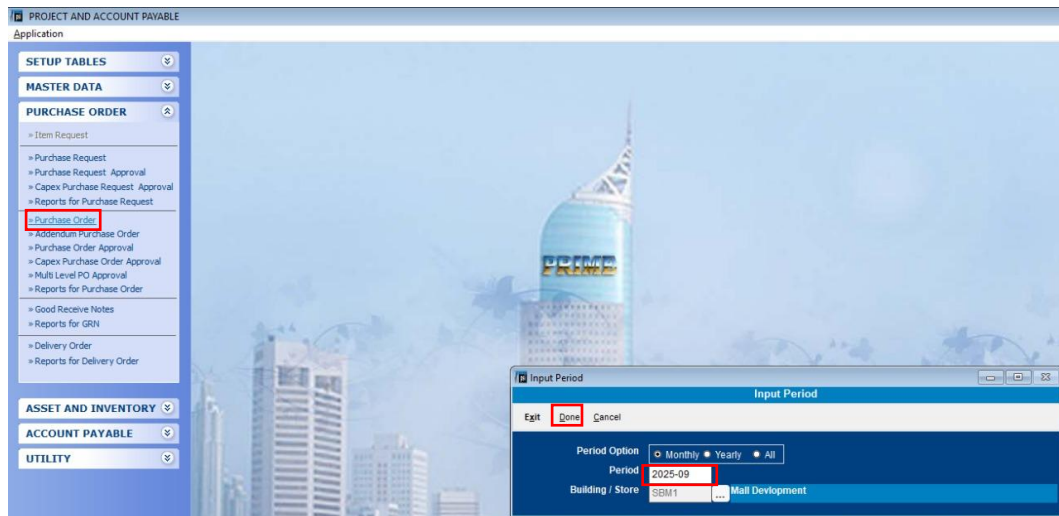 PROJECT AND ACCOUNT PAYABLE
Application
SETUP TABLES
MASTER DATA
PURCHASE ORDER
» Item Request
» Purchase Request
» Purchase Request Approval
» Capex Purchase Request Approval
» Reports for Purchase Request
» Purchase Order
» Addendum Purchase Order
» Purchase Order Approval
» Capex Purchase Order Approval
» Multi Level PO Approval
» Reports for Purchase Order
» Good Receive Notes
» Reports for GRN
» Delivery Order
» Reports for Delivery Order
ASSET AND INVENTORY
ACCOUNT PAYABLE
UTILITY
PRIME
Input Period
Input Period
Exit Done Cancel
Period Option Monthly Yearly All
Period 2025-09
Building / Store SBM1 ... Mall Devlopment